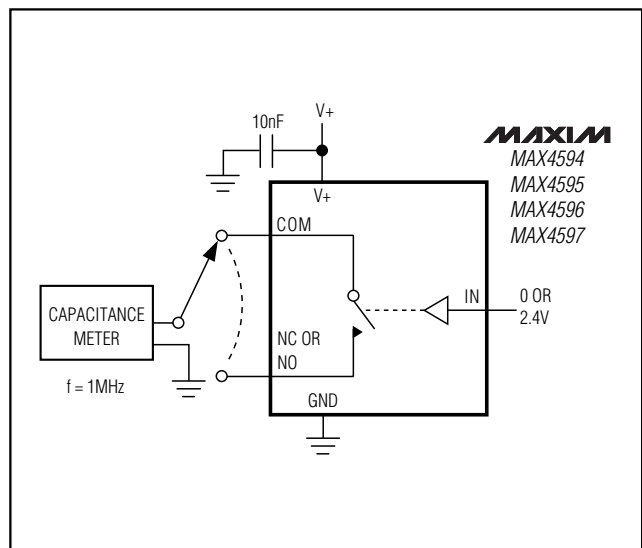 10nF
V+
V+
MAXIM
MAX4594
MAX4595
MAX4596
MAX4597
COM
IN
0 OR
2.4V
CAPACITANCE
METER
f = 1MHz
NC OR
NO
GND